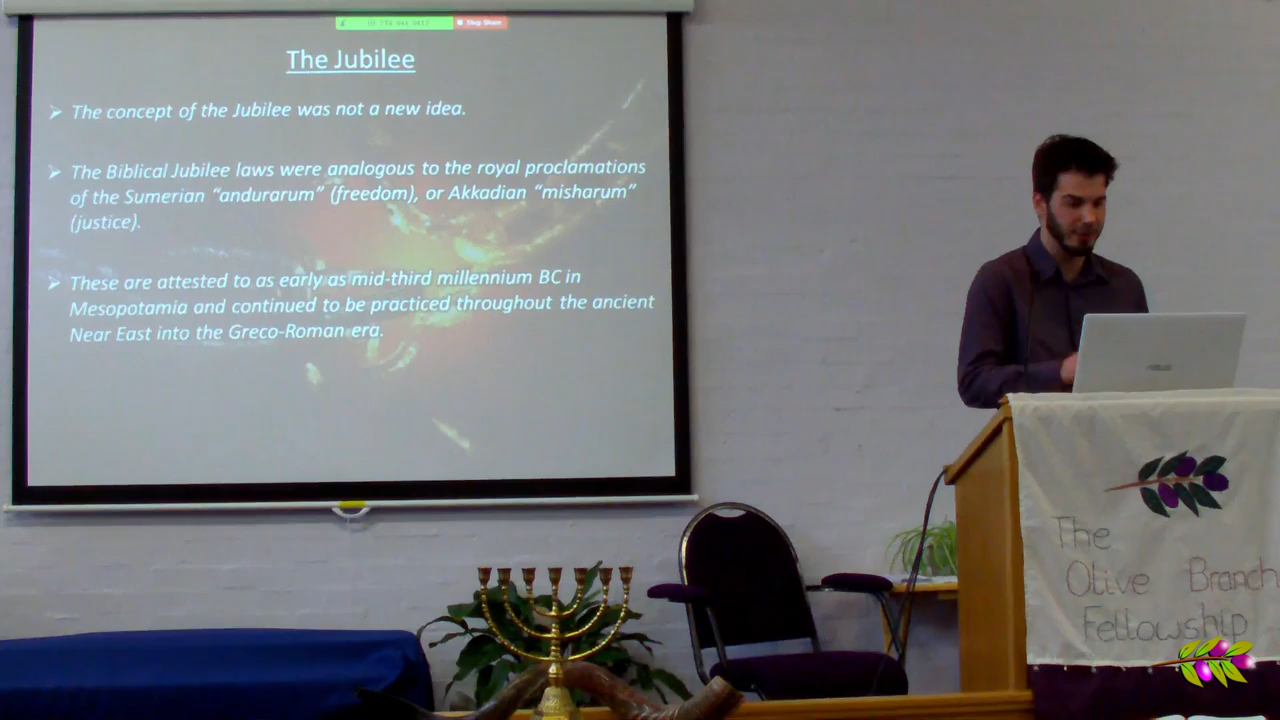 Stop Share
The Jubilee
➢ The concept of the Jubilee was not a new idea.
➢ The Biblical Jubilee laws were analogous to the royal proclamations
of the Sumerian “andurarum” (freedom), or Akkadian “misharum”
(justice).
➢ These are attested to as early as mid-third millennium BC in
Mesopotamia and continued to be practiced throughout the ancient
Near East into the Greco-Roman era.
ASUS
The
Olive Branch
Fellowship